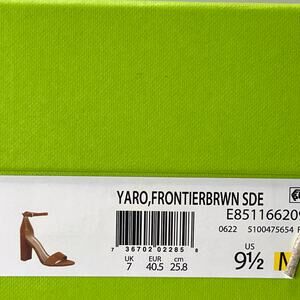 YARO,FRONTIERBRWN SDE
E851166209
0622 5100475654 F
7 36702 02285 8
UK EUR cm US
7 40.5 25.8 9½ M